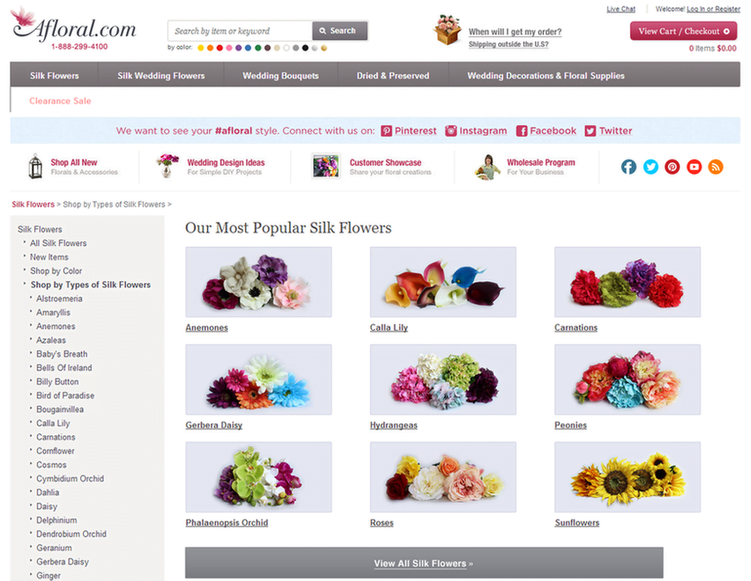 Live Chat
Welcome! Log In or Register
Afloral.com
1-888-299-4100
Search by item or keyword
Search
by color:
When will I get my order?
Shipping outside the U.S?
View Cart / Checkout
0 Items $0.00
Silk Flowers
Silk Wedding Flowers
Wedding Bouquets
Dried & Preserved
Wedding Decorations & Floral Supplies
Clearance Sale
We want to see your #afloral style. Connect with us on: Pinterest Instagram Facebook Twitter
Shop All New
Florals & Accessories
Wedding Design Ideas
For Simple DIY Projects
Customer Showcase
Share your floral creations
Wholesale Program
For Your Business
Silk Flowers > Shop by Types of Silk Flowers >
Silk Flowers
All Silk Flowers
New Items
Shop by Color
Shop by Types of Silk Flowers
Alstroemeria
Amaryllis
Anemones
Azaleas
Baby's Breath
Bells Of Ireland
Billy Button
Bird of Paradise
Bougainvillea
Calla Lily
Carnations
Cornflower
Cosmos
Cymbidium Orchid
Dahlia
Daisy
Delphinium
Dendrobium Orchid
Geranium
Gerbera Daisy
Ginger
Our Most Popular Silk Flowers
Anemones
Calla Lily
Carnations
Gerbera Daisy
Hydrangeas
Peonies
Phalaenopsis Orchid
Roses
Sunflowers
View All Silk Flowers »